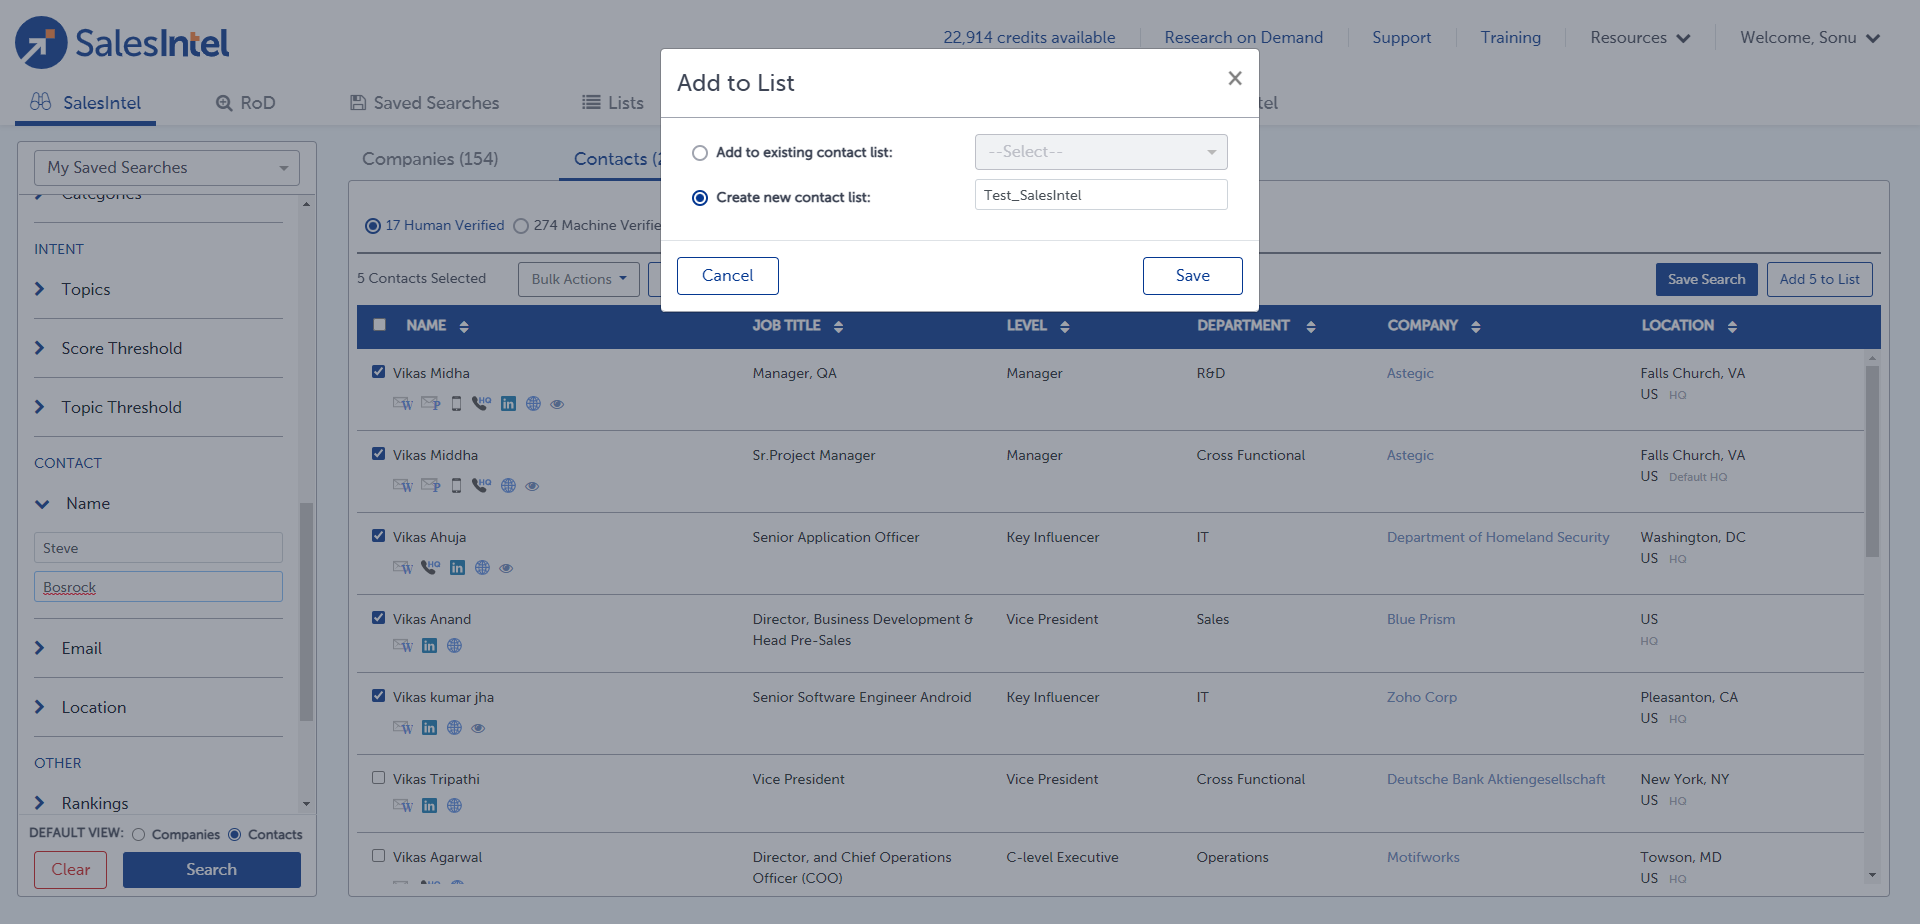 SalesIntel
22,914 credits available
Research on Demand
Support
Training
Resources
Welcome, Sonu
SalesIntel
RoD
Saved Searches
Lists
tel
Add to List
Add to existing contact list:
--Select--
Create new contact list:
Test_SalesIntel
Cancel
Save
My Saved Searches
Categories
INTENT
Topics
Score Threshold
Topic Threshold
CONTACT
Name
Steve
Bosrock
Email
Location
OTHER
Rankings
DEFAULT VIEW: Companies Contacts
Clear
Search
Companies (154)
Contacts (2
17 Human Verified
274 Machine Verifie
5 Contacts Selected
Bulk Actions
Save Search
Add 5 to List
NAME JOB TITLE LEVEL DEPARTMENT COMPANY LOCATION
Vikas Midha Manager, QA Manager R&D Astegic Falls Church, VA
US HQ
Vikas Middha Sr.Project Manager Manager Cross Functional Astegic Falls Church, VA
US Default HQ
Vikas Ahuja Senior Application Officer Key Influencer IT Department of Homeland Security Washington, DC
US HQ
Vikas Anand Director, Business Development & Vice President Sales Blue Prism US
Head Pre-Sales HQ
Vikas kumar jha Senior Software Engineer Android Key Influencer IT Zoho Corp Pleasanton, CA
US HQ
Vikas Tripathi Vice President Vice President Cross Functional Deutsche Bank Aktiengesellschaft New York, NY
US HQ
Vikas Agarwal Director, and Chief Operations C-level Executive Operations Motifworks Towson, MD
Officer (COO) US HQ